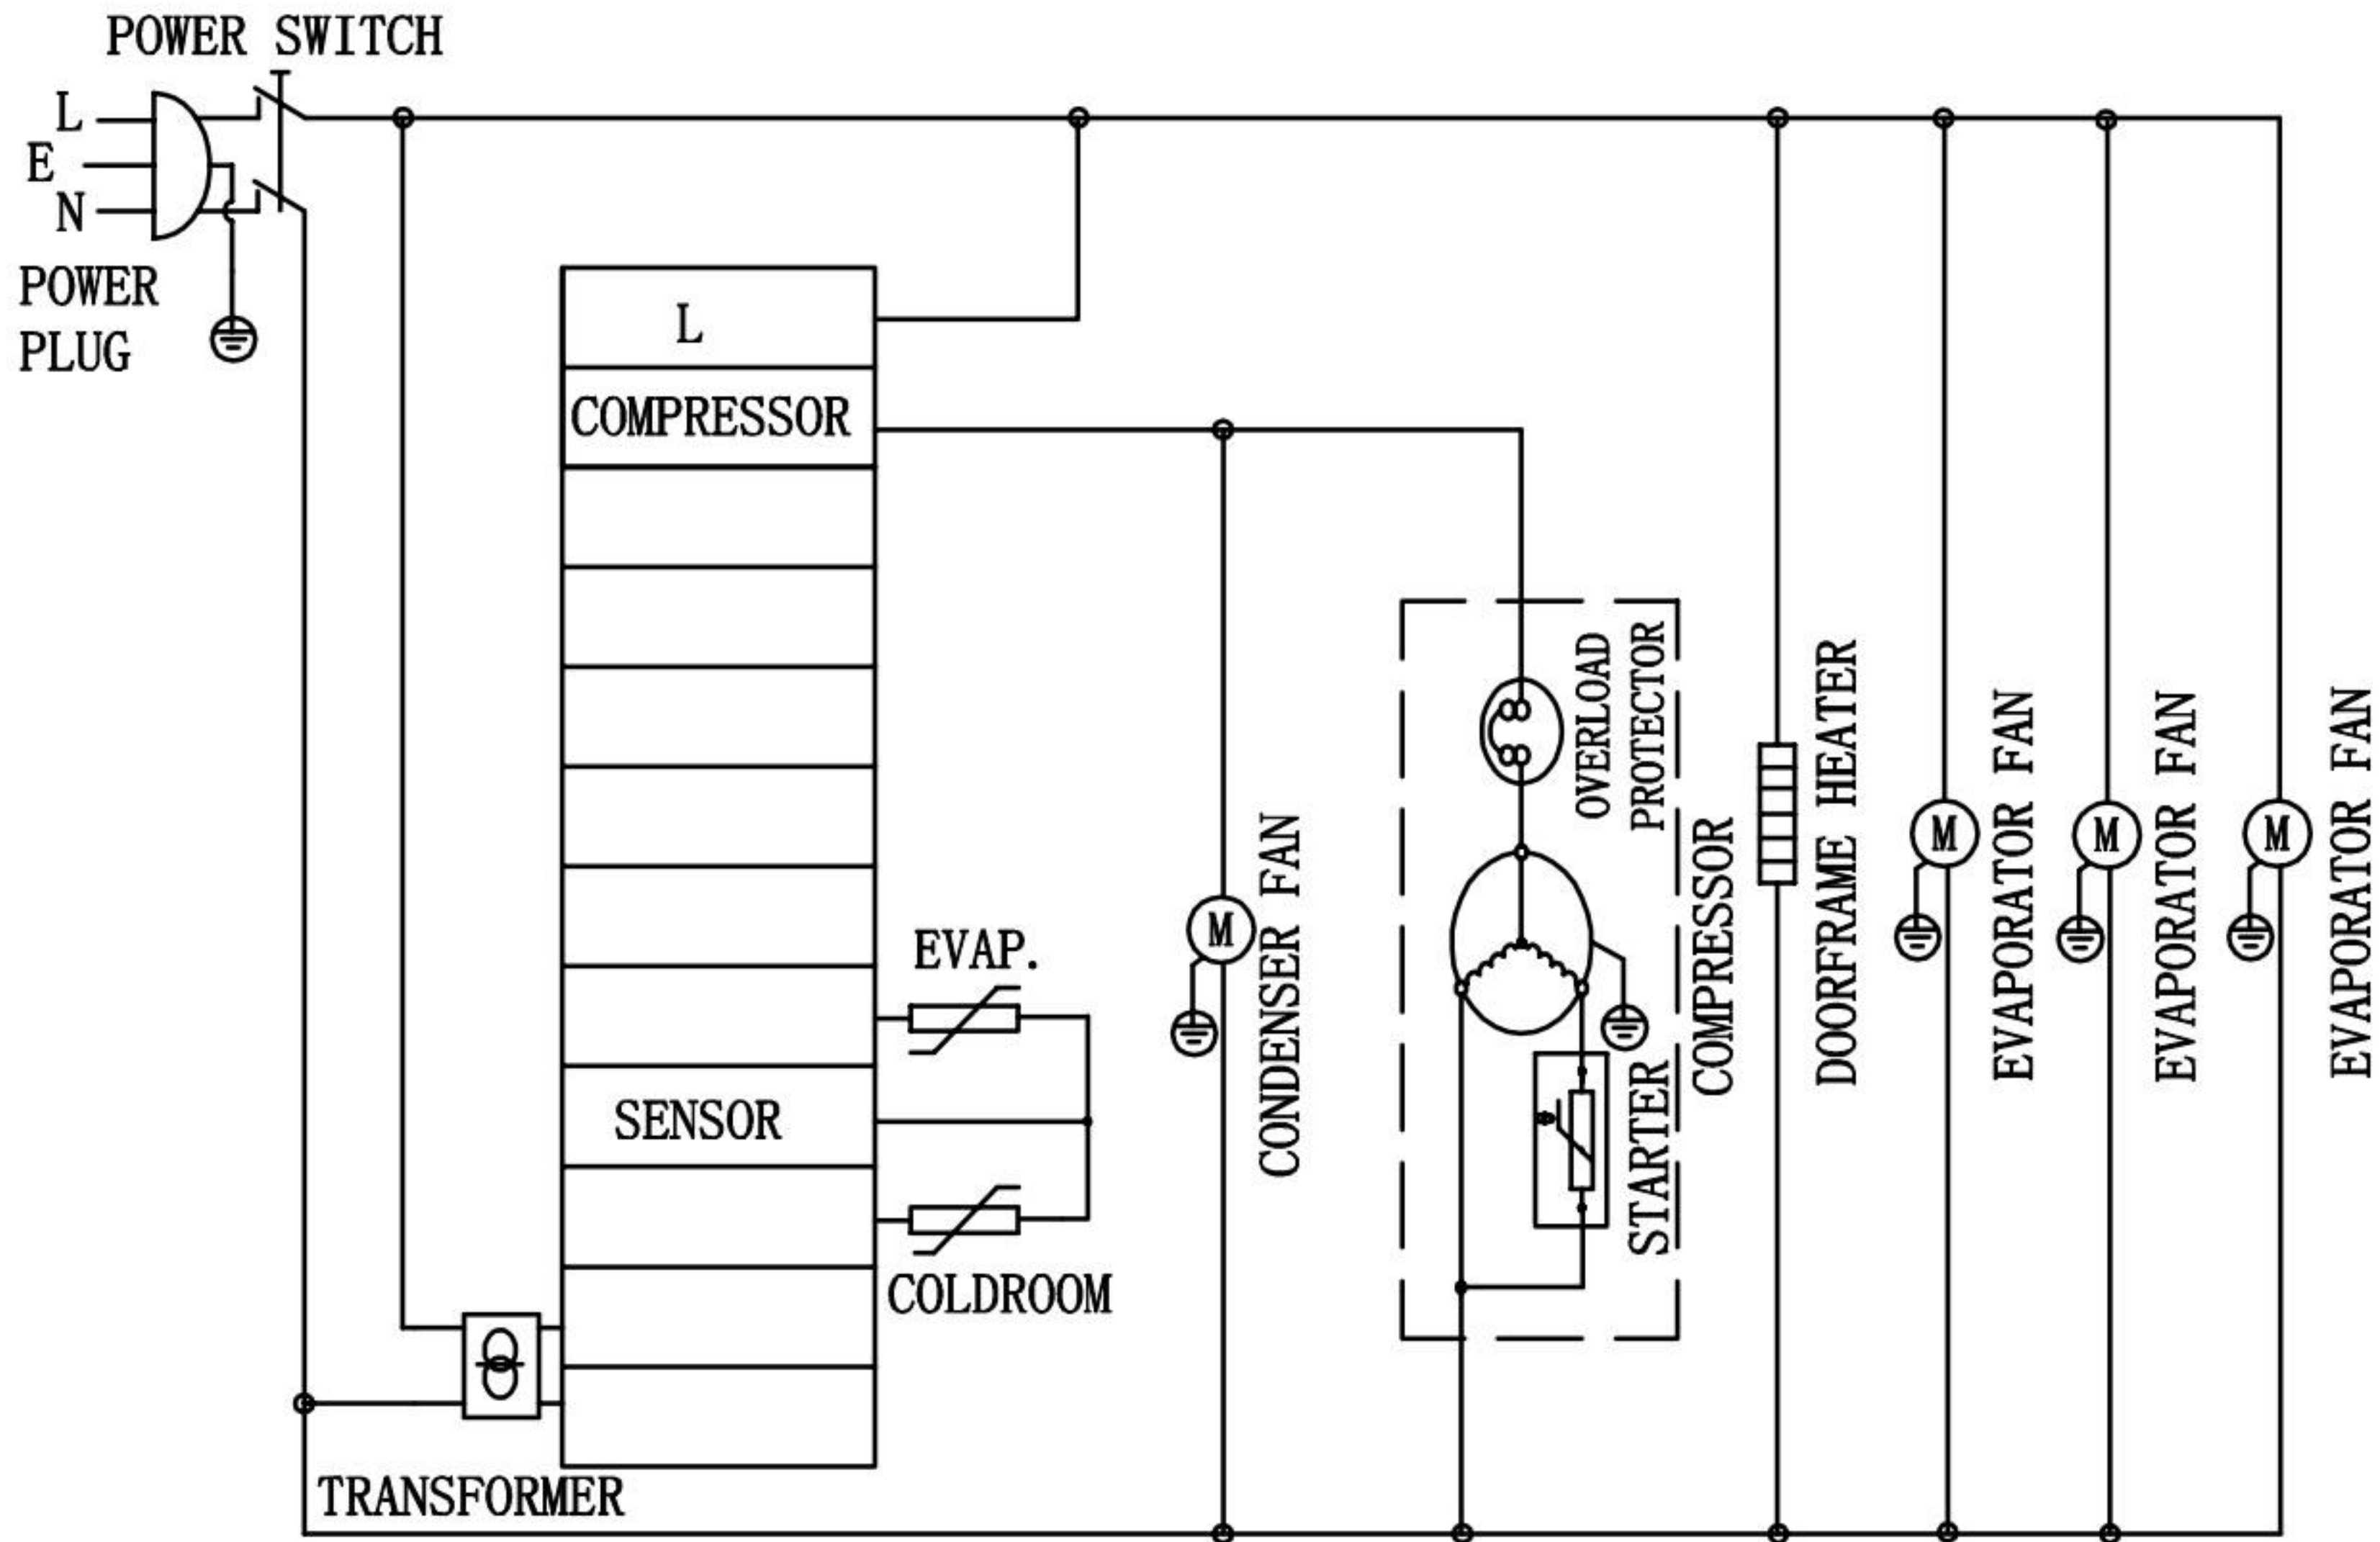 POWER SWITCH
L
E
N
POWER
PLUG
L
COMPRESSOR
SENSOR
EVAP.
COLDROOM
TRANSFORMER
M
CONDENSER FAN
OVERLOAD
PROTECTOR
STARTER
COMPRESSOR
DOORFRAME HEATER
M
EVAPORATOR FAN
M
EVAPORATOR FAN
M
EVAPORATOR FAN